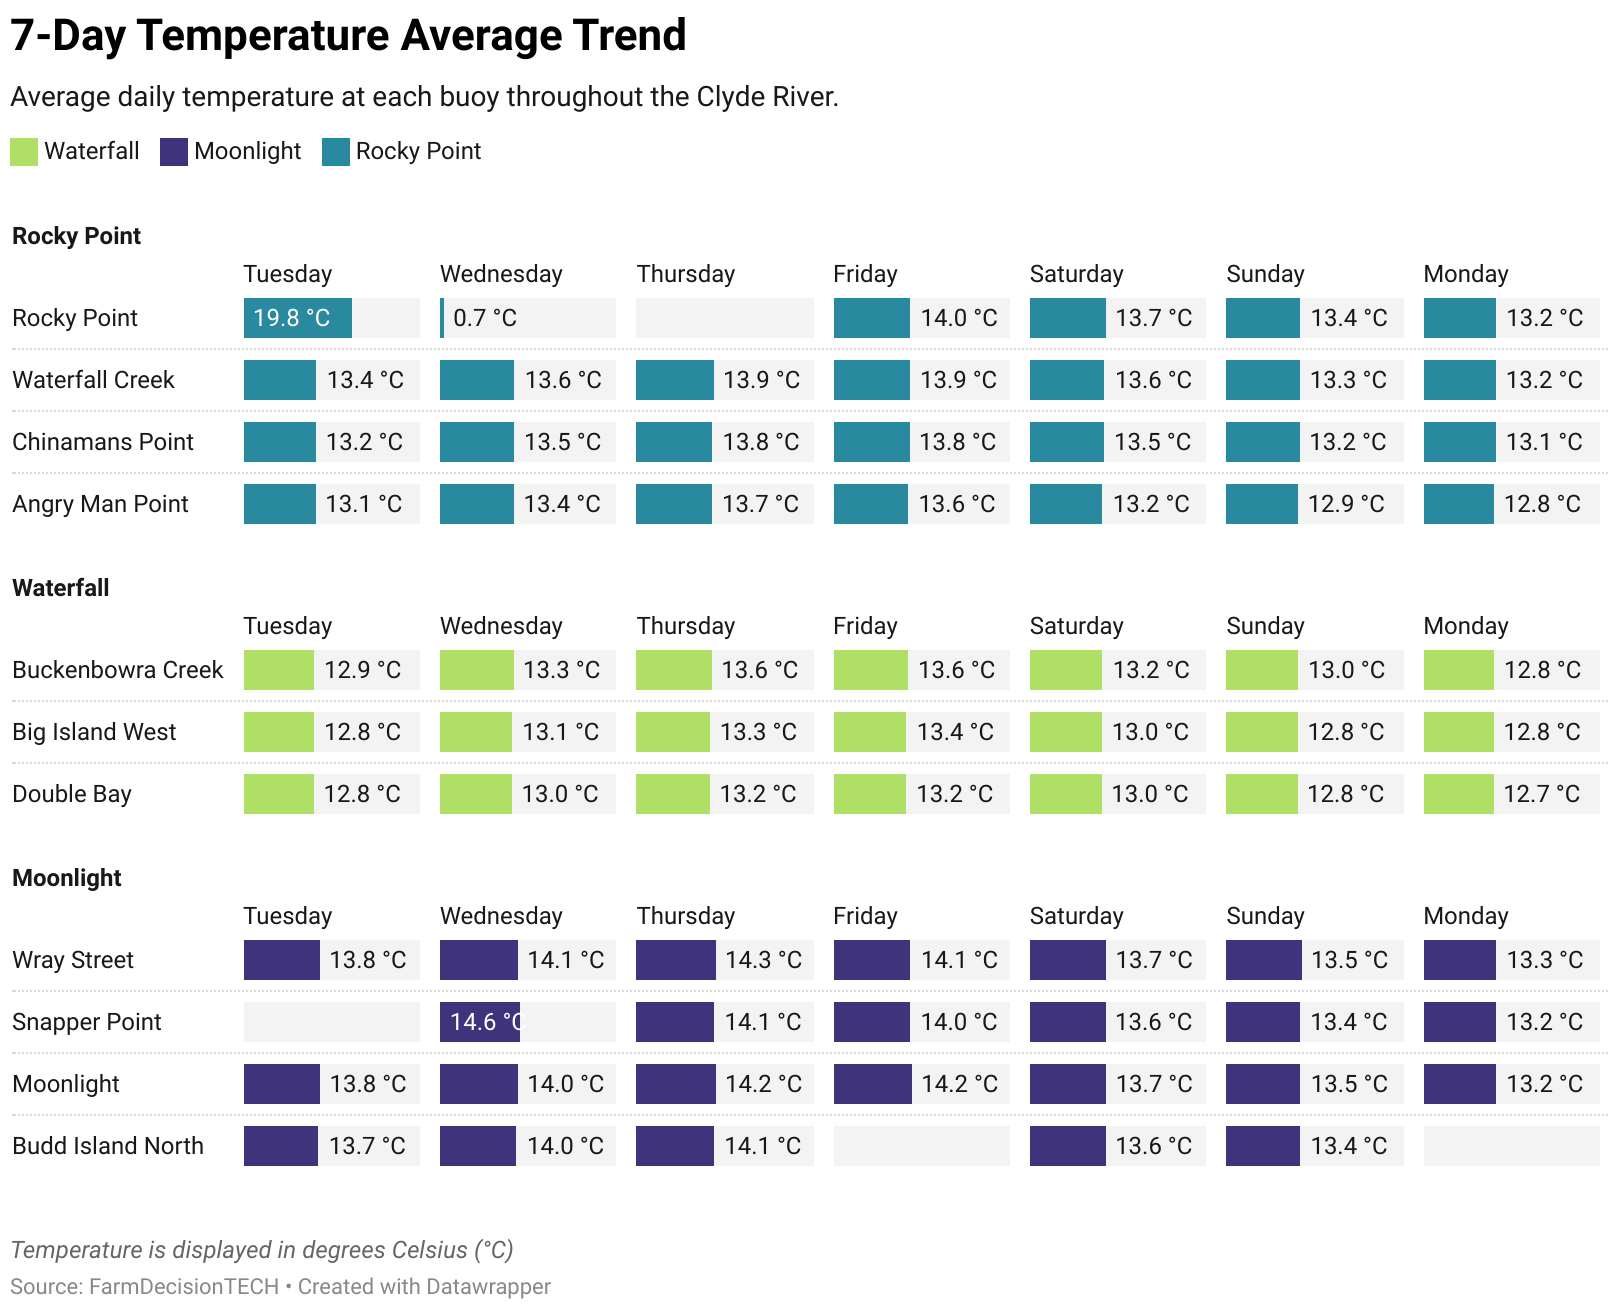 7-Day Temperature Average Trend
Average daily temperature at each buoy throughout the Clyde River.
Waterfall Moonlight Rocky Point
Rocky Point
Tuesday Wednesday Thursday Friday Saturday Sunday Monday
Rocky Point 19.8 °C 0.7 °C 14.0 °C 13.7 °C 13.4 °C 13.2 °C
Waterfall Creek 13.4 °C 13.6 °C 13.9 °C 13.9 °C 13.6 °C 13.3 °C 13.2 °C
Chinamans Point 13.2 °C 13.5 °C 13.8 °C 13.8 °C 13.5 °C 13.2 °C 13.1 °C
Angry Man Point 13.1 °C 13.4 °C 13.7 °C 13.6 °C 13.2 °C 12.9 °C 12.8 °C
Waterfall
Tuesday Wednesday Thursday Friday Saturday Sunday Monday
Buckenbowra Creek 12.9 °C 13.3 °C 13.6 °C 13.6 °C 13.2 °C 13.0 °C 12.8 °C
Big Island West 12.8 °C 13.1 °C 13.3 °C 13.4 °C 13.0 °C 12.8 °C 12.8 °C
Double Bay 12.8 °C 13.0 °C 13.2 °C 13.2 °C 13.0 °C 12.8 °C 12.7 °C
Moonlight
Tuesday Wednesday Thursday Friday Saturday Sunday Monday
Wray Street 13.8 °C 14.1 °C 14.3 °C 14.1 °C 13.7 °C 13.5 °C 13.3 °C
Snapper Point 14.6 °C 14.1 °C 14.0 °C 13.6 °C 13.4 °C 13.2 °C
Moonlight 13.8 °C 14.0 °C 14.2 °C 14.2 °C 13.7 °C 13.5 °C 13.2 °C
Budd Island North 13.7 °C 14.0 °C 14.1 °C 13.6 °C 13.4 °C
Temperature is displayed in degrees Celsius (°C)
Source: FarmDecisionTECH • Created with Datawrapper